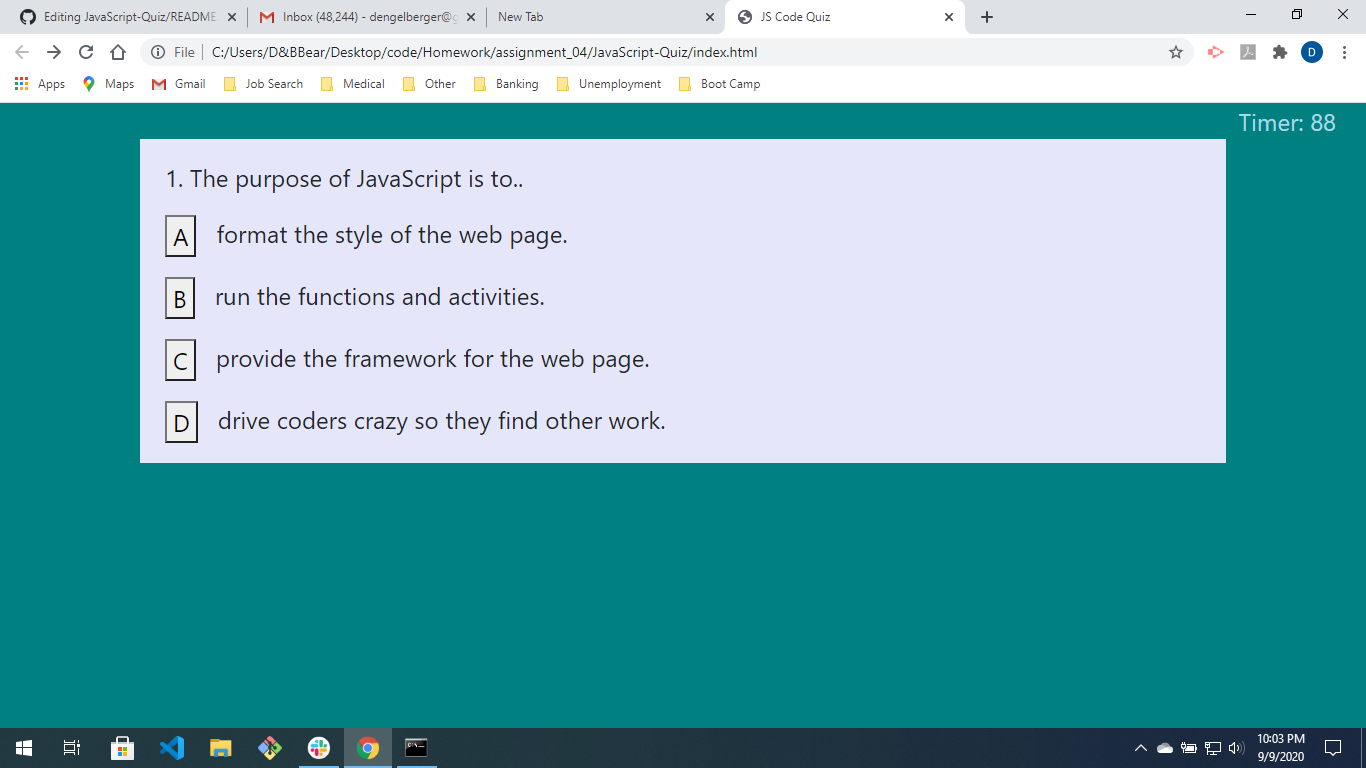 Editing JavaScript-Quiz/README
Inbox (48,244) - dengelberger@g
New Tab
JS Code Quiz
File
C:/Users/D&BBear/Desktop/code/Homework/assignment_04/JavaScript-Quiz/index.html
D
Apps
Maps
Gmail
Job Search
Medical
Other
Banking
Unemployment
Boot Camp
Timer: 88
1. The purpose of JavaScript is to..
A format the style of the web page.
B run the functions and activities.
C provide the framework for the web page.
D drive coders crazy so they find other work.
10:03 PM
9/9/2020